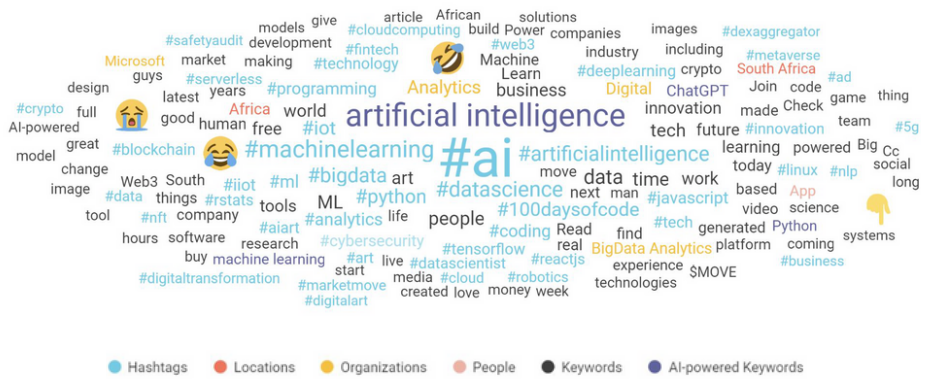 models give article African solutions
#safetyaudit development #fintech #cloudcomputing build Power companies images #dexaggregator
Microsoft market making #technology #web3 Machine industry including #metaverse
guys #serverless Learn #deeplearning crypto South Africa #ad
design latest years #programming Analytics business Digital ChatGPT Join code game thing
#crypto full good Africa world artificial intelligence innovation made Check team
AI-powered human free #iot tech future #innovation #5g
great #blockchain #machinelearning #ai #artificialintelligence learning powered Big Cc
model change #bigdata art move data time work today #linux #nlp social
image Web3 South #iiot #ml #python #datascience next man #javascript based App long
#data things #rstats tools ML #100daysofcode video science
tool #nft company #aiart #analytics life people #coding Read find #tech generated Python systems
hours software research #cybersecurity #tensorflow real BigData Analytics platform coming
buy machine learning #art live #datascientist #reactjs experience $MOVE #business
#digitaltransformation start #marketmove media #cloud #robotics technologies
#digitalart created love money week
Hashtags Locations Organizations People Keywords AI-powered Keywords